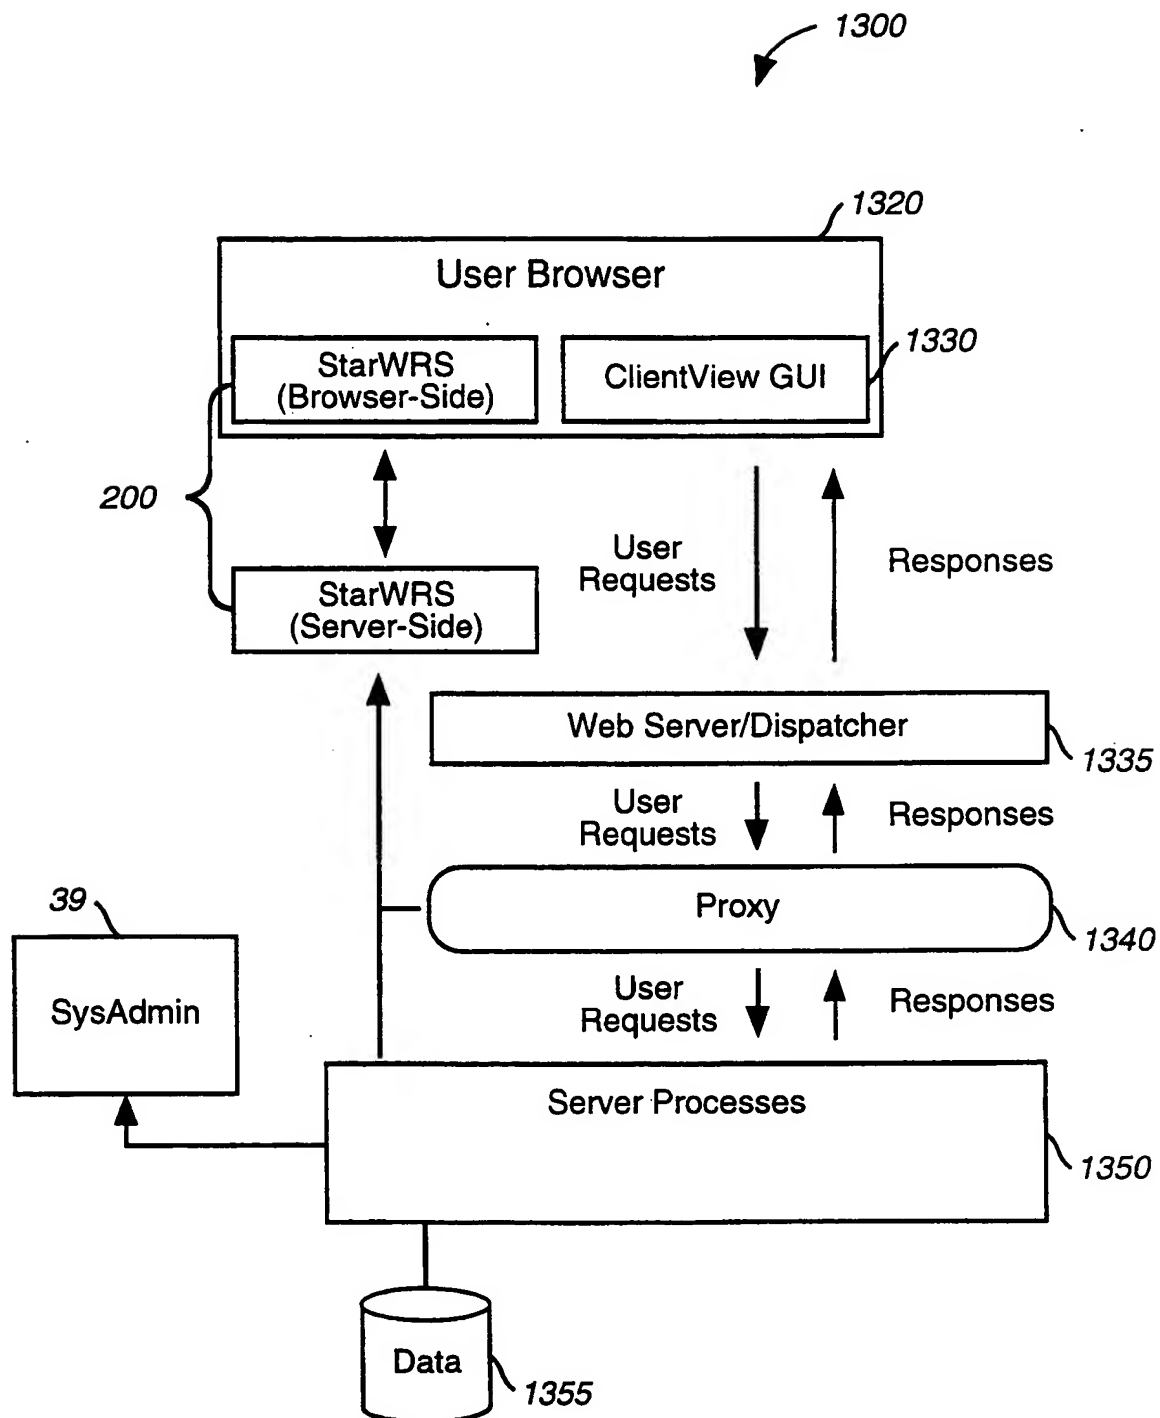 1300
1320
User Browser
1330
StarWRS
(Browser-Side)
ClientView GUI
200
User
Requests
Responses
StarWRS
(Server-Side)
Web Server/Dispatcher
1335
User
Requests
Responses
39
Proxy
1340
SysAdmin
User
Requests
Responses
Server Processes
1350
Data
1355